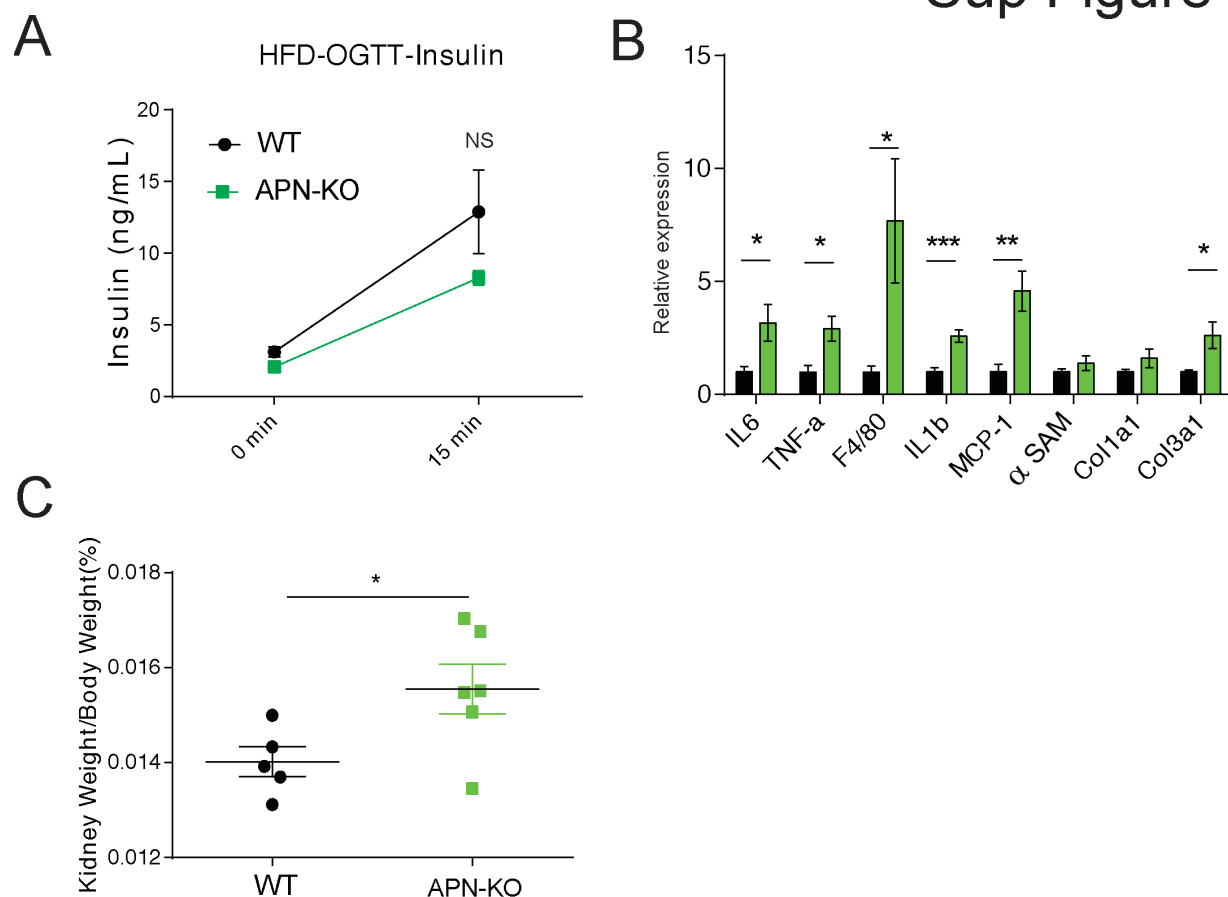 Sup Figure
A
HFD-OGTT-Insulin
Insulin (ng/mL)
20
15
10
5
0
WT
APN-KO
NS
0 min
15 min
B
Relative expression
15
10
5
0
*
*
*
***
**
*
IL6
TNF-a
F4/80
IL1b
MCP-1
α SAM
Col1a1
Col3a1
C
Kidney Weight/Body Weight(%)
0.018
0.016
0.014
0.012
*
WT
APN-KO